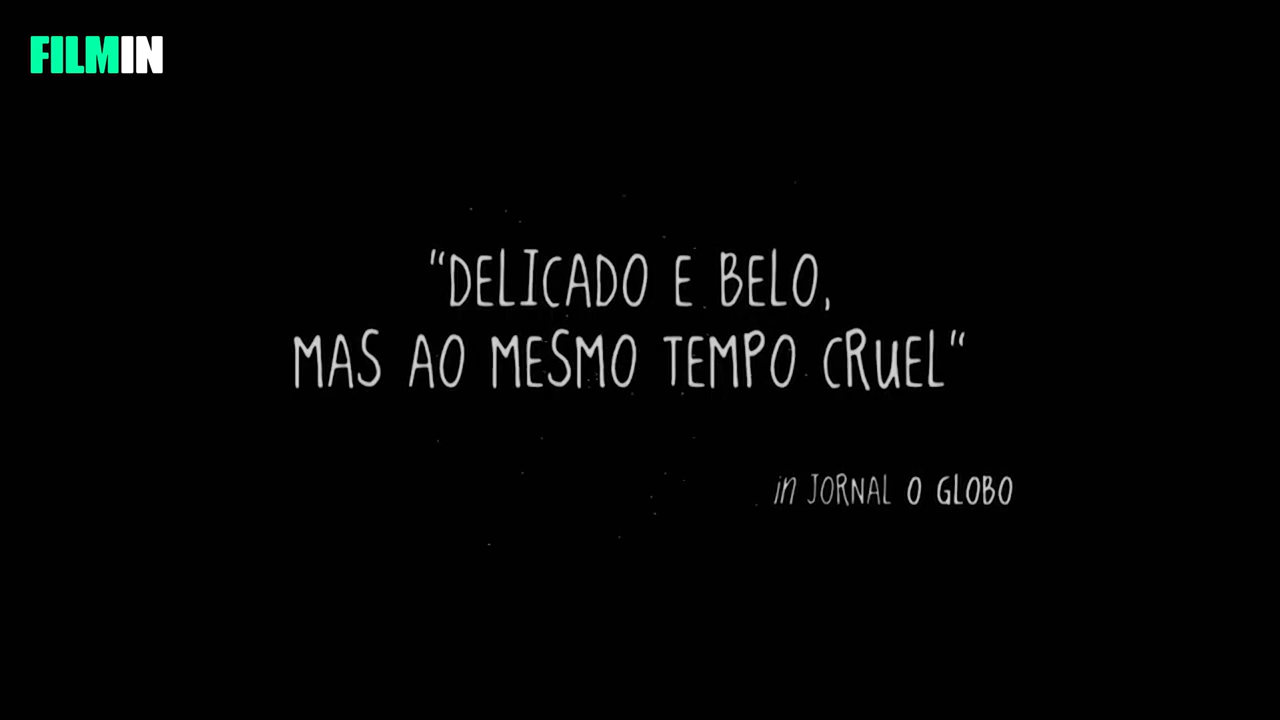 FILMIN
“DELICADO E BELO,
MAS AO MESMO TEMPO CRUEL“
in JORNAL O GLOBO